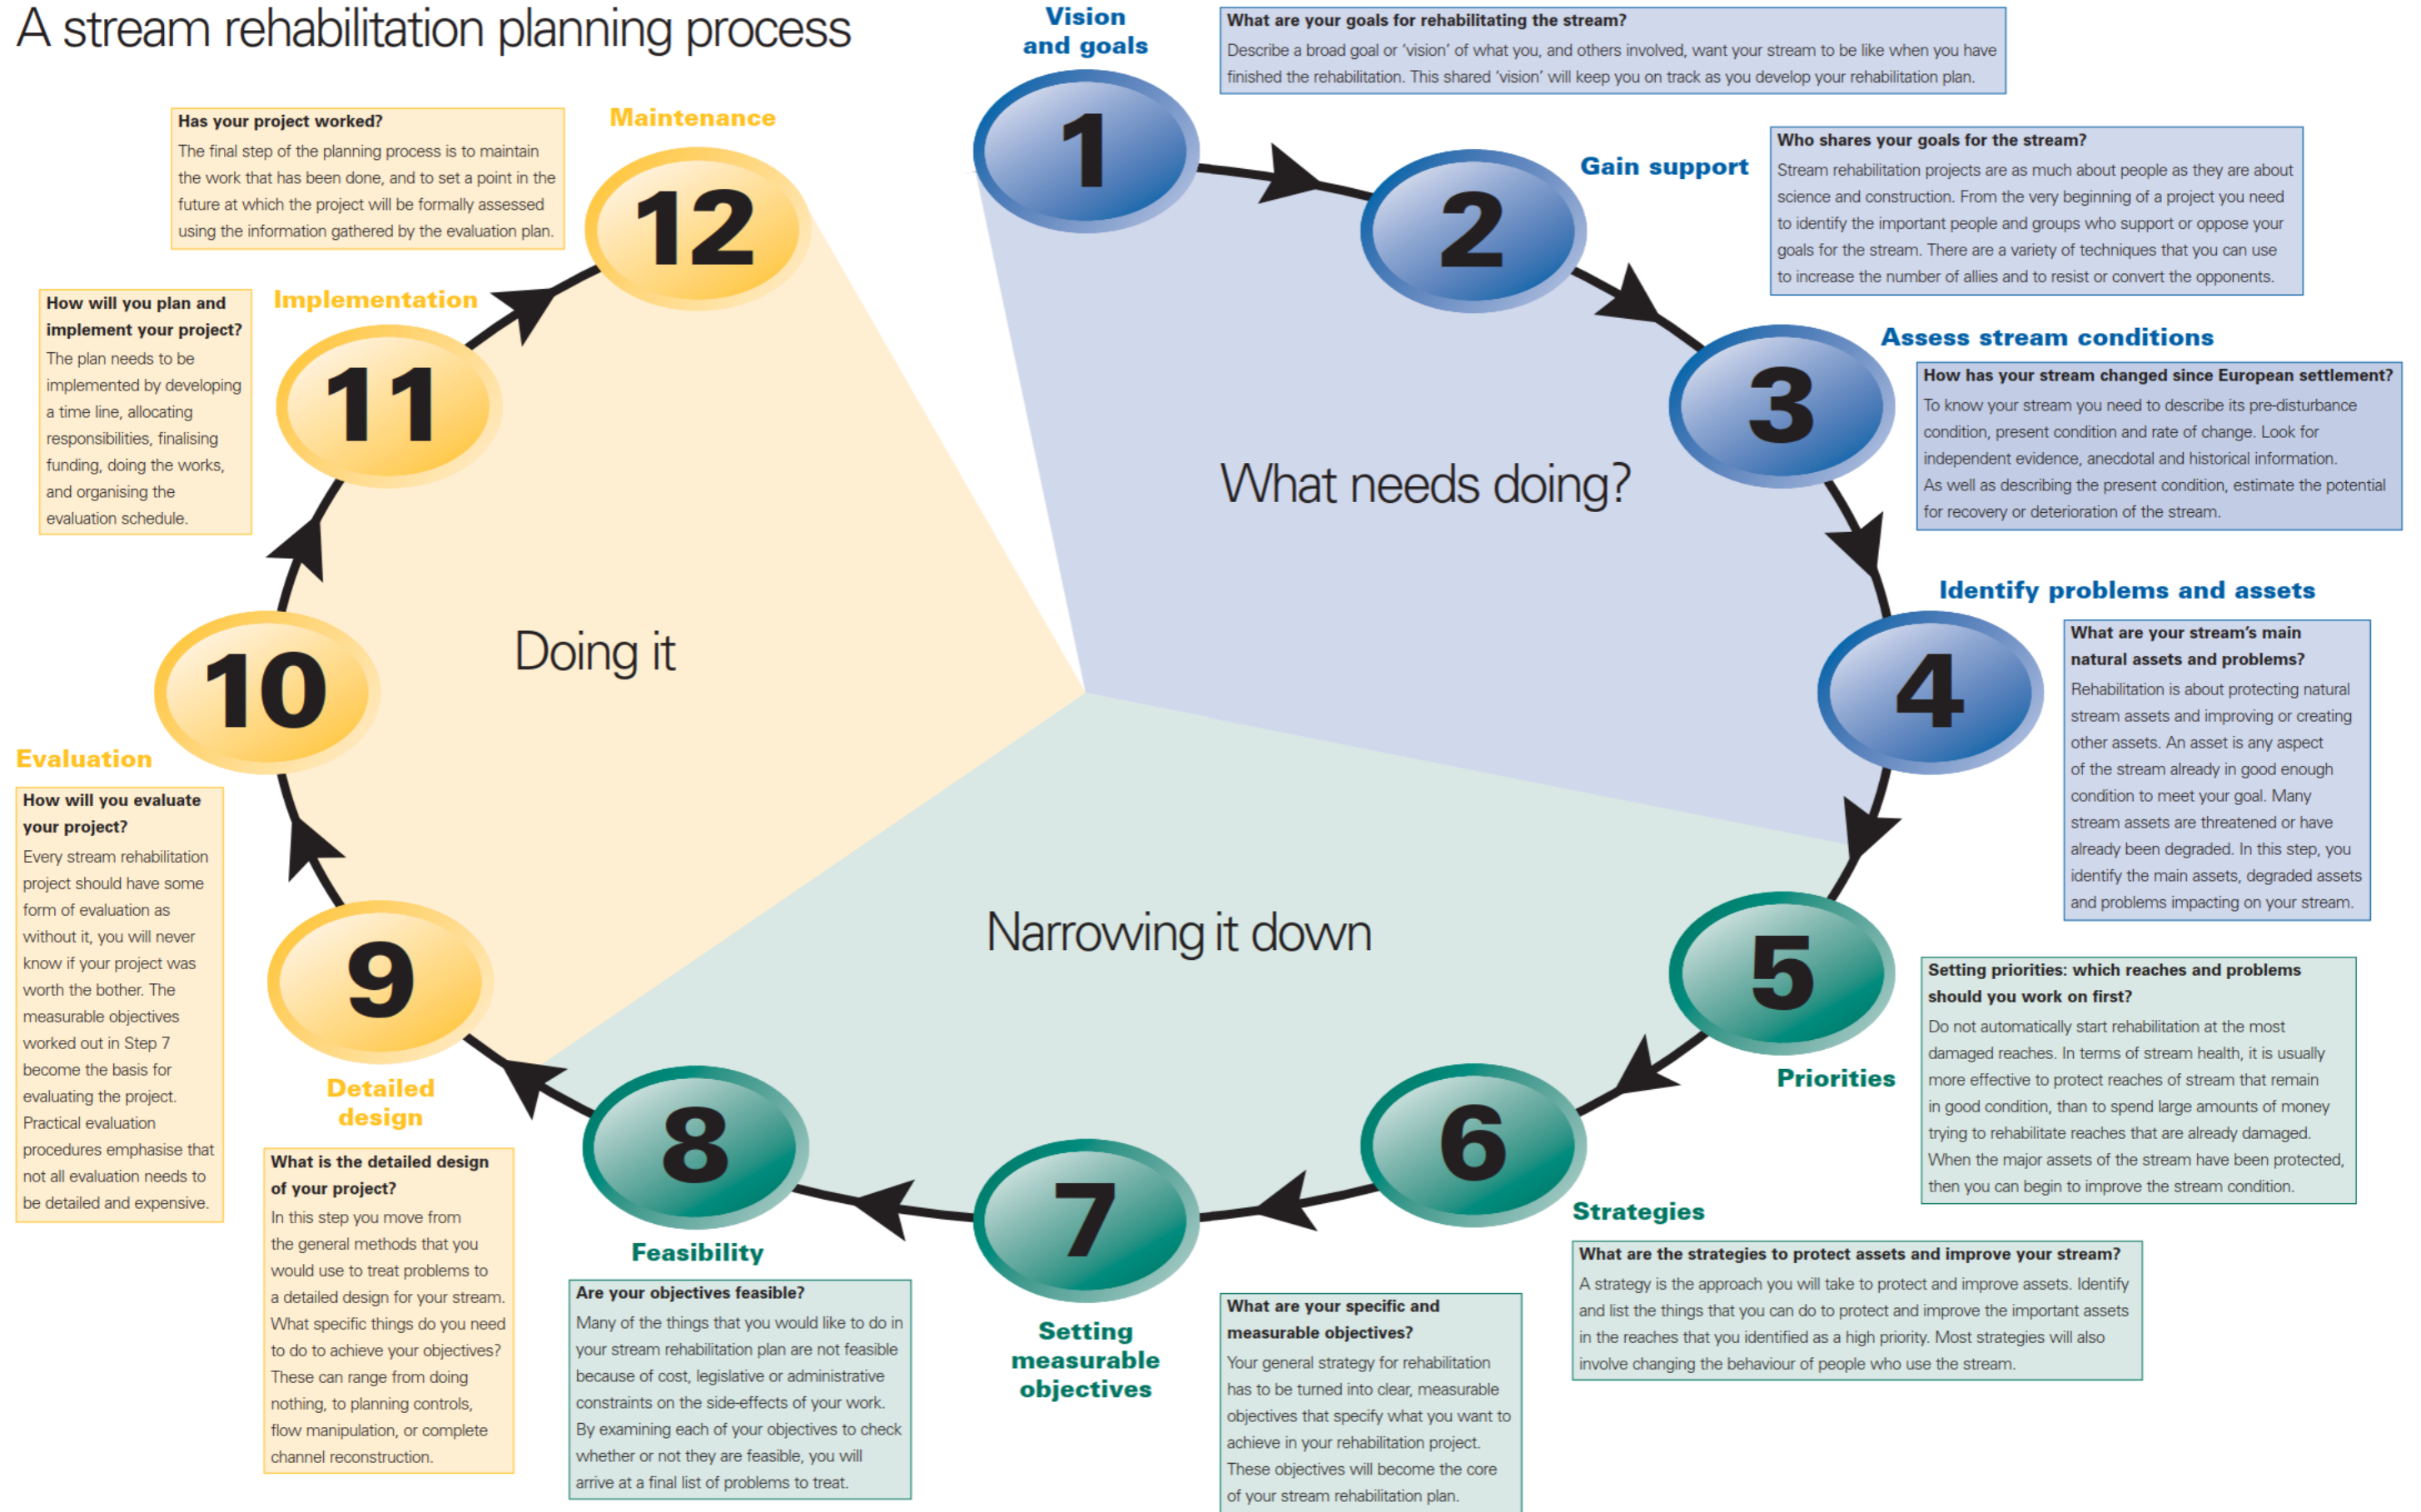 A stream rehabilitation planning process
Vision
and goals
1
What are your goals for rehabilitating the stream?
Describe a broad goal or ‘vision’ of what you, and others involved, want your stream to be like when you have
finished the rehabilitation. This shared ‘vision’ will keep you on track as you develop your rehabilitation plan.
Gain support
2
Who shares your goals for the stream?
Stream rehabilitation projects are as much about people as they are about
science and construction. From the very beginning of a project you need
to identify the important people and groups who support or oppose your
goals for the stream. There are a variety of techniques that you can use
to increase the number of allies and to resist or convert the opponents.
Assess stream conditions
3
How has your stream changed since European settlement?
To know your stream you need to describe its pre-disturbance
condition, present condition and rate of change. Look for
independent evidence, anecdotal and historical information.
As well as describing the present condition, estimate the potential
for recovery or deterioration of the stream.
What needs doing?
Identify problems and assets
4
What are your stream’s main
natural assets and problems?
Rehabilitation is about protecting natural
stream assets and improving or creating
other assets. An asset is any aspect
of the stream already in good enough
condition to meet your goal. Many
stream assets are threatened or have
already been degraded. In this step, you
identify the main assets, degraded assets
and problems impacting on your stream.
5
Priorities
Setting priorities: which reaches and problems
should you work on first?
Do not automatically start rehabilitation at the most
damaged reaches. In terms of stream health, it is usually
more effective to protect reaches of stream that remain
in good condition, than to spend large amounts of money
trying to rehabilitate reaches that are already damaged.
When the major assets of the stream have been protected,
then you can begin to improve the stream condition.
Narrowing it down
6
Strategies
What are the strategies to protect assets and improve your stream?
A strategy is the approach you will take to protect and improve assets. Identify
and list the things that you can do to protect and improve the important assets
in the reaches that you identified as a high priority. Most strategies will also
involve changing the behaviour of people who use the stream.
7
Setting
measurable
objectives
What are your specific and
measurable objectives?
Your general strategy for rehabilitation
has to be turned into clear, measurable
objectives that specify what you want to
achieve in your rehabilitation project.
These objectives will become the core
of your stream rehabilitation plan.
8
Feasibility
Are your objectives feasible?
Many of the things that you would like to do in
your stream rehabilitation plan are not feasible
because of cost, legislative or administrative
constraints on the side-effects of your work.
By examining each of your objectives to check
whether or not they are feasible, you will
arrive at a final list of problems to treat.
9
Detailed
design
What is the detailed design
of your project?
In this step you move from
the general methods that you
would use to treat problems to
a detailed design for your stream.
What specific things do you need
to do to achieve your objectives?
These can range from doing
nothing, to planning controls,
flow manipulation, or complete
channel reconstruction.
Doing it
10
Evaluation
How will you evaluate
your project?
Every stream rehabilitation
project should have some
form of evaluation as
without it, you will never
know if your project was
worth the bother. The
measurable objectives
worked out in Step 7
become the basis for
evaluating the project.
Practical evaluation
procedures emphasise that
not all evaluation needs to
be detailed and expensive.
Implementation
11
How will you plan and
implement your project?
The plan needs to be
implemented by developing
a time line, allocating
responsibilities, finalising
funding, doing the works,
and organising the
evaluation schedule.
Maintenance
12
Has your project worked?
The final step of the planning process is to maintain
the work that has been done, and to set a point in the
future at which the project will be formally assessed
using the information gathered by the evaluation plan.